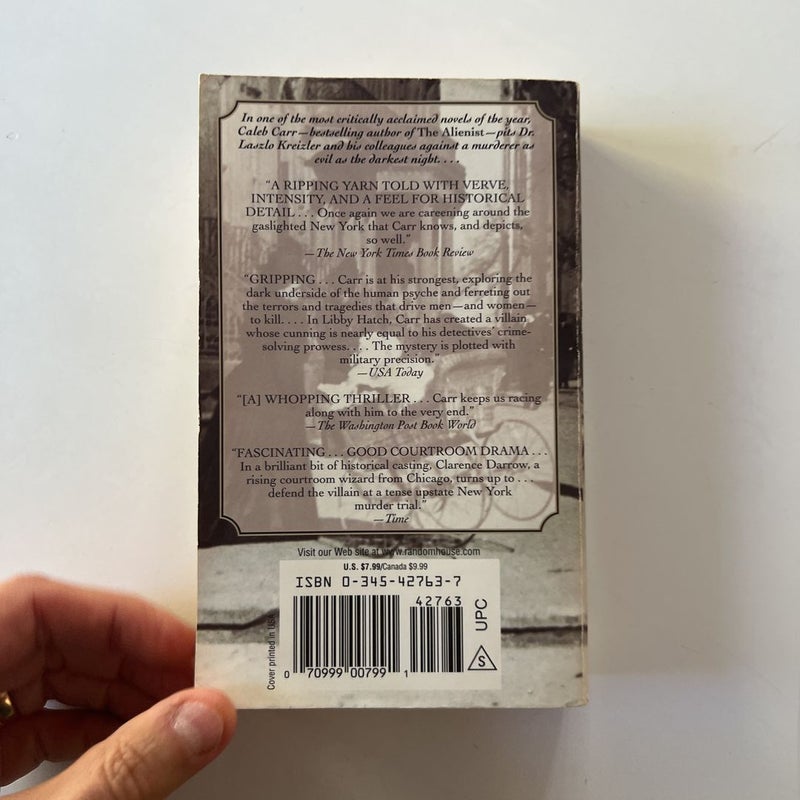 In one of the most critically acclaimed novels of the year,
Caleb Carr—bestselling author of The Alienist—pits Dr.
Laszlo Kreizler and his colleagues against a murderer as
evil as the darkest night. . . .
“A RIPPING YARN TOLD WITH VERVE,
INTENSITY, AND A FEEL FOR HISTORICAL
DETAIL . . . Once again we are careening around the
gaslighted New York that Carr knows, and depicts,
so well.”
—The New York Times Book Review
“GRIPPING . . . Carr is at his strongest, exploring the
dark underside of the human psyche and ferreting out
the terrors and tragedies that drive men—and women—
to kill. . . . In Libby Hatch, Carr has created a villain
whose cunning is nearly equal to his detectives’ crime-
solving prowess. . . . The mystery is plotted with
military precision.”
—USA Today
“[A] WHOPPING THRILLER . . . Carr keeps us racing
along with him to the very end.”
—The Washington Post Book World
“FASCINATING . . . GOOD COURTROOM DRAMA . . .
In a brilliant bit of historical casting, Clarence Darrow, a
rising courtroom wizard from Chicago, turns up to . . .
defend the villain at a tense upstate New York
murder trial.”
—Time
Visit our Web site at www.randomhouse.com
U.S. $7.99/Canada $9.99
ISBN 0-345-42763-7
42763
UPC
S
Cover printed in USA
0 70999 00799 1